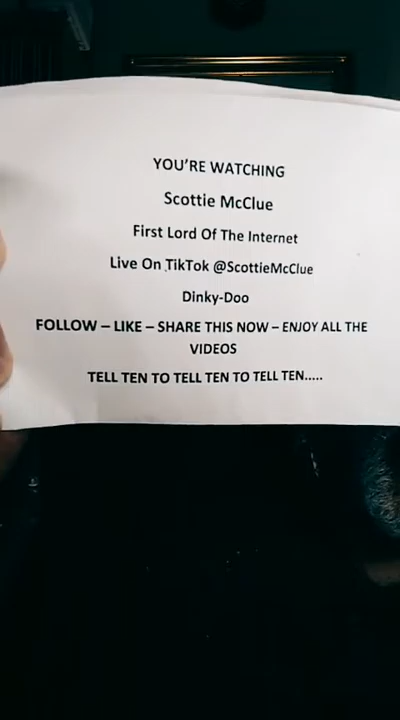 YOU'RE WATCHING
Scottie McClue
First Lord Of The Internet
Live On TikTok @ScottieMcClue
Dinky-Doo
FOLLOW – LIKE – SHARE THIS NOW – ENJOY ALL THE
VIDEOS
TELL TEN TO TELL TEN TO TELL TEN.....